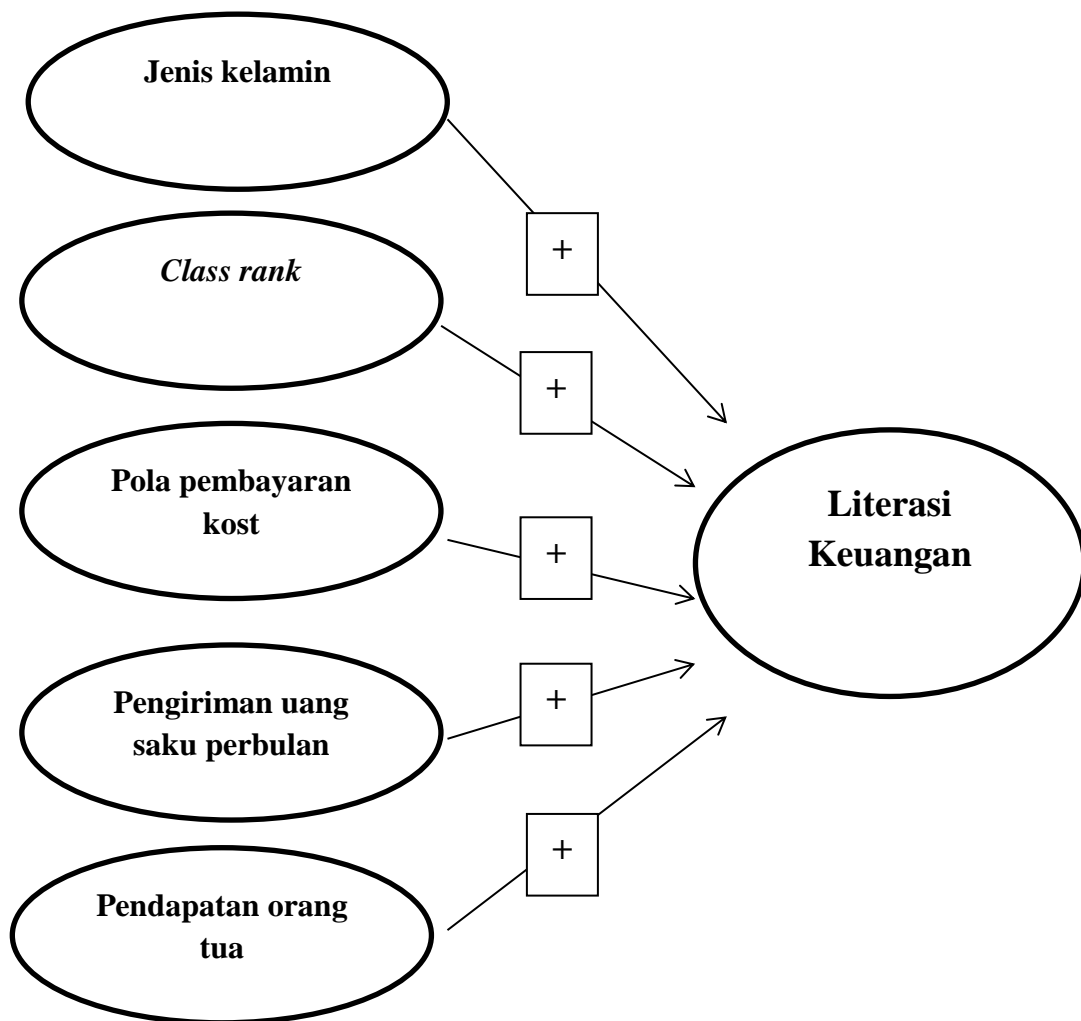 Jenis kelamin
+
Class rank
+
Pola pembayaran
kost
+
Literasi
Keuangan
Pengiriman uang
saku perbulan
+
Pendapatan orang
tua
+